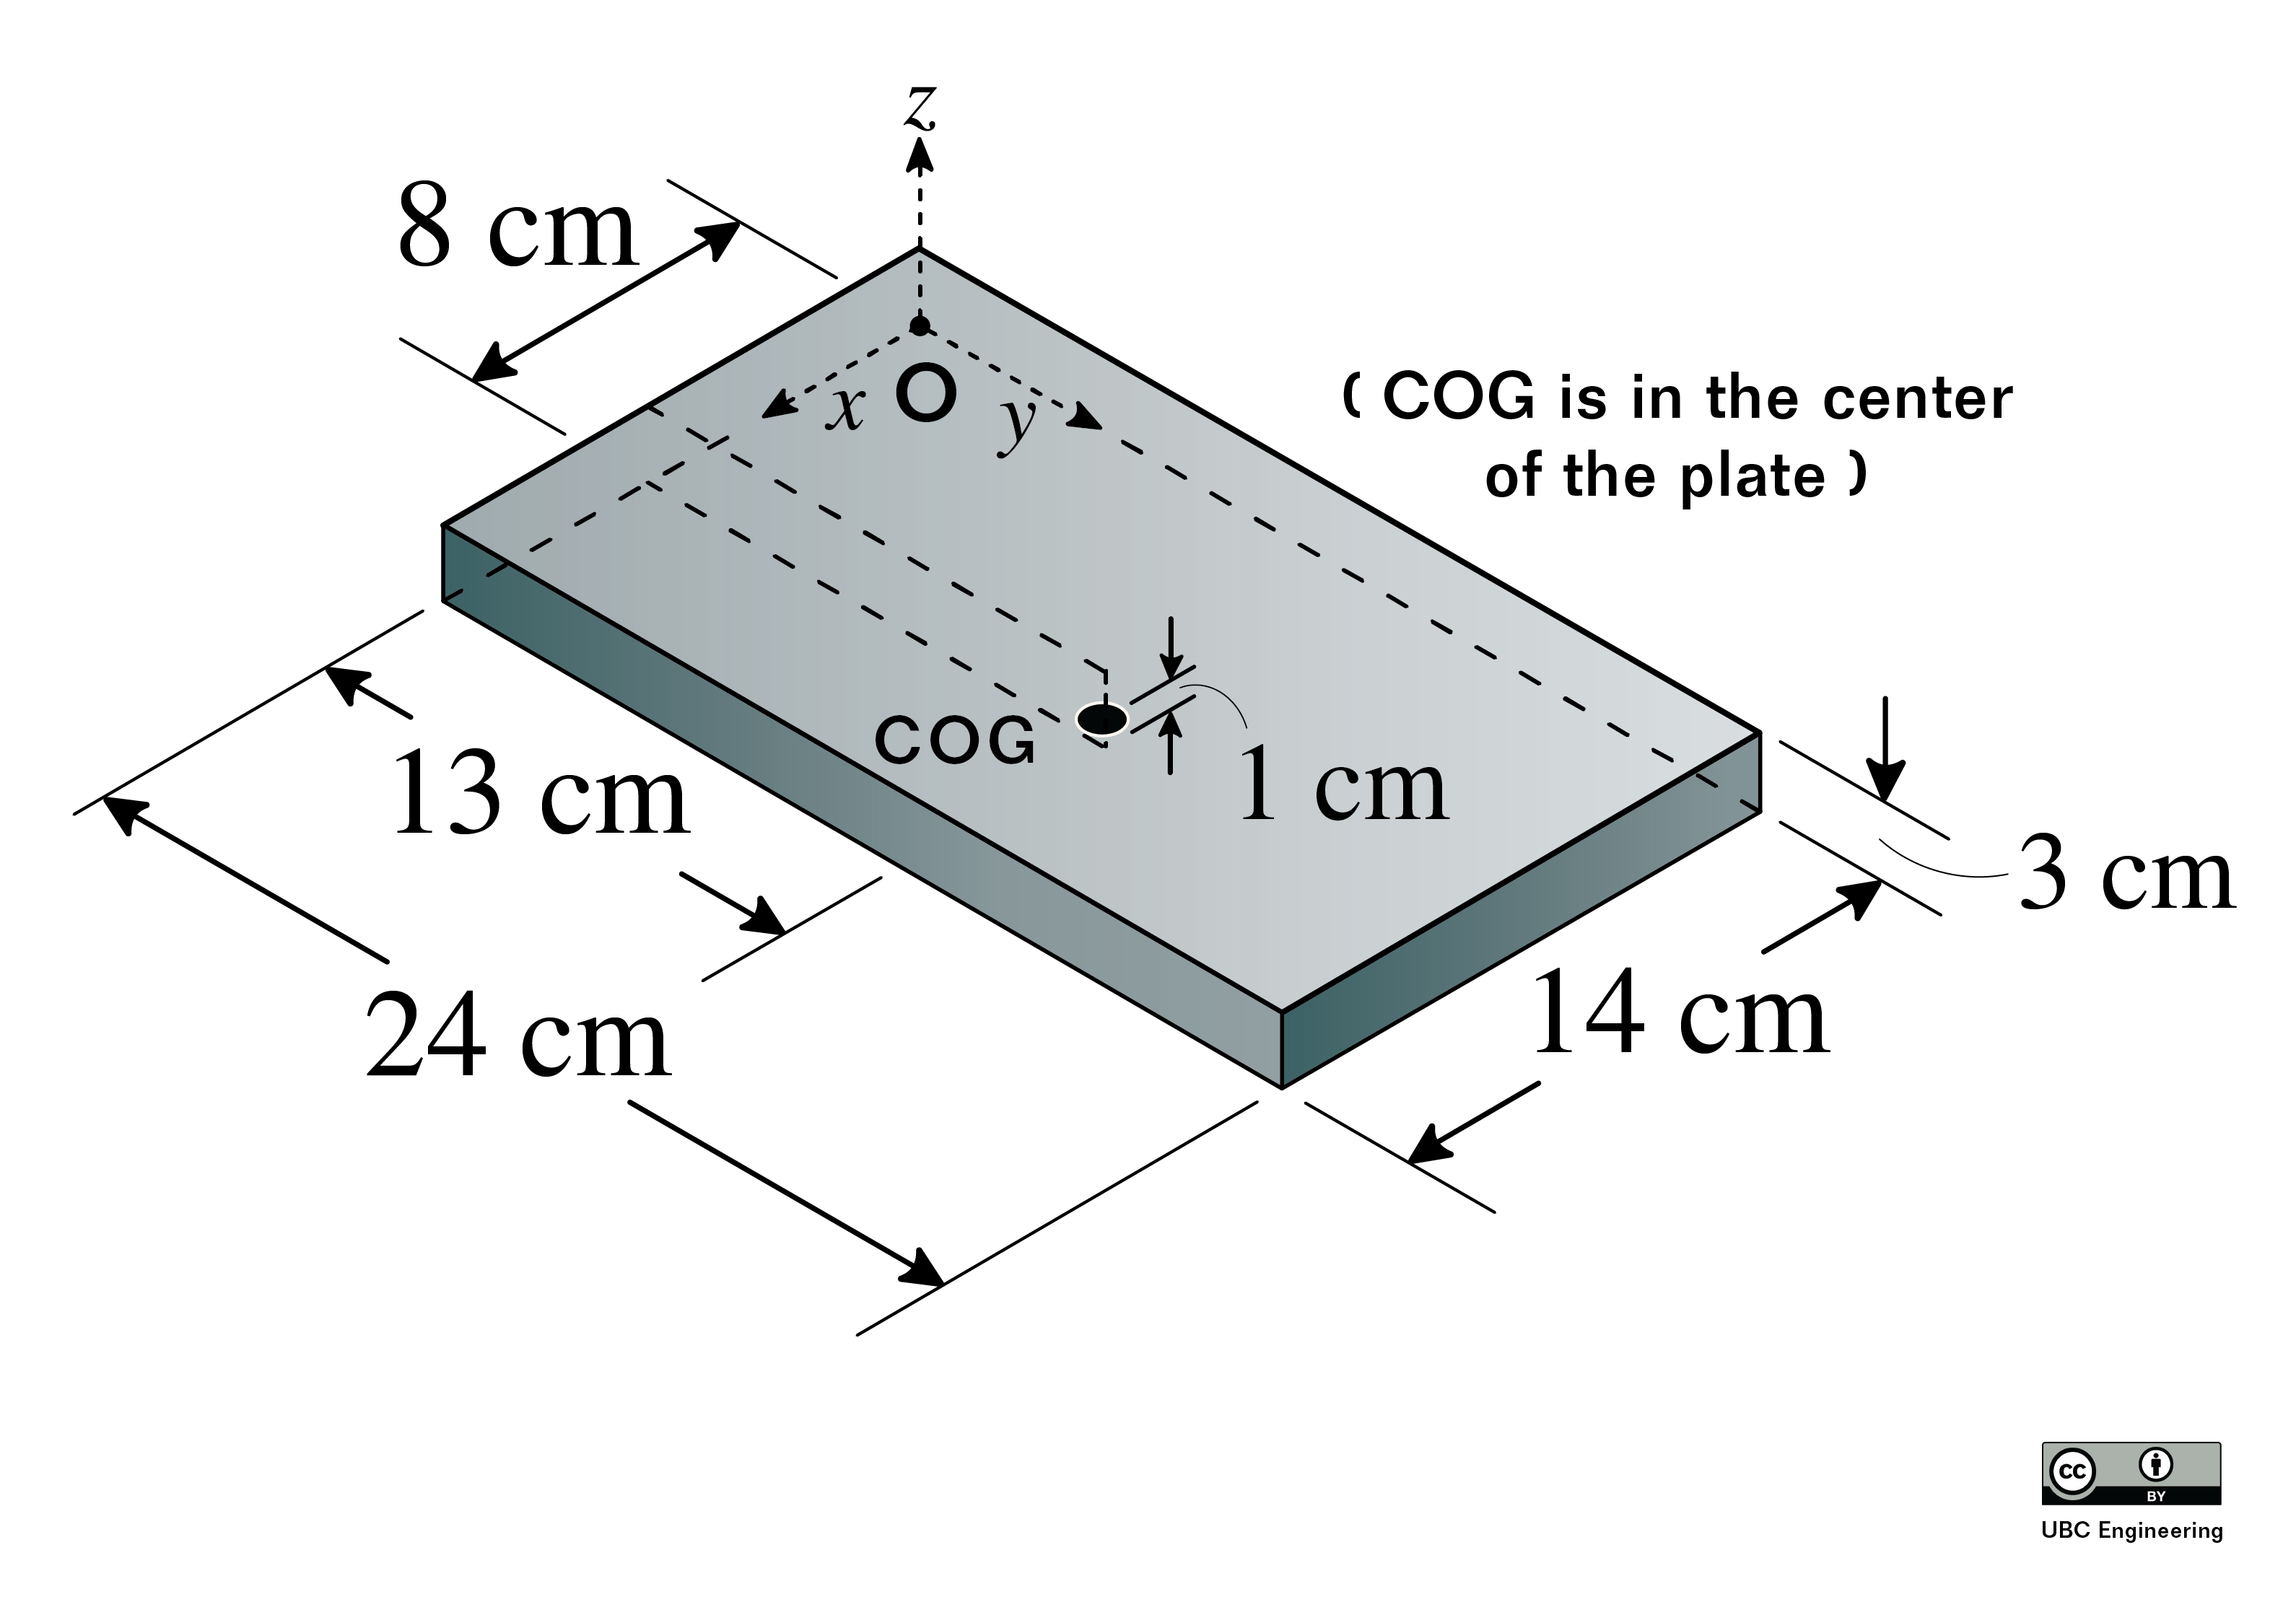 z
8 cm
x
O
y
( COG is in the center
of the plate )
COG
1 cm
13 cm
3 cm
24 cm
14 cm
cc
BY
UBC Engineering